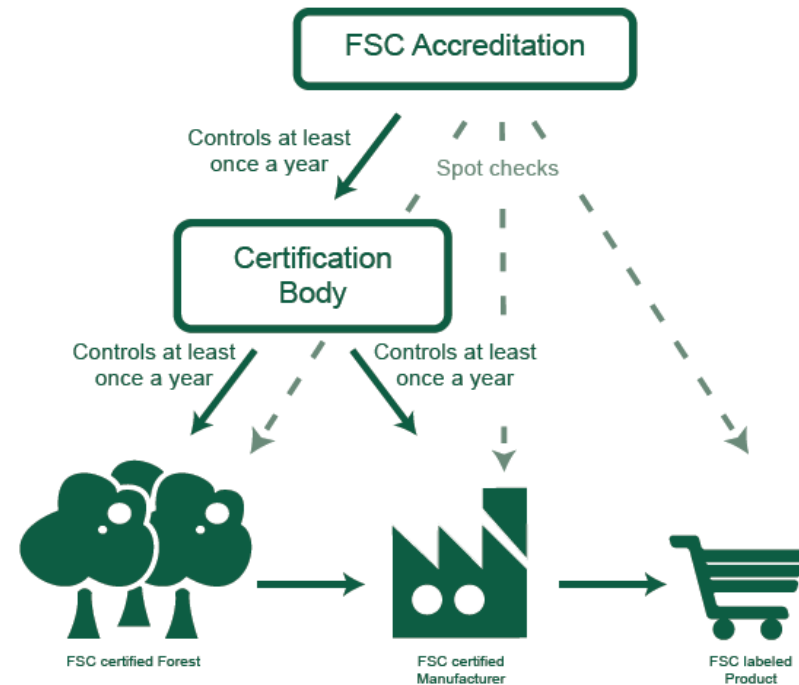 FSC Accreditation
Controls at least
once a year
Spot checks
Certification
Body
Controls at least
once a year
Controls at least
once a year
FSC certified Forest
FSC certified
Manufacturer
FSC labeled
Product